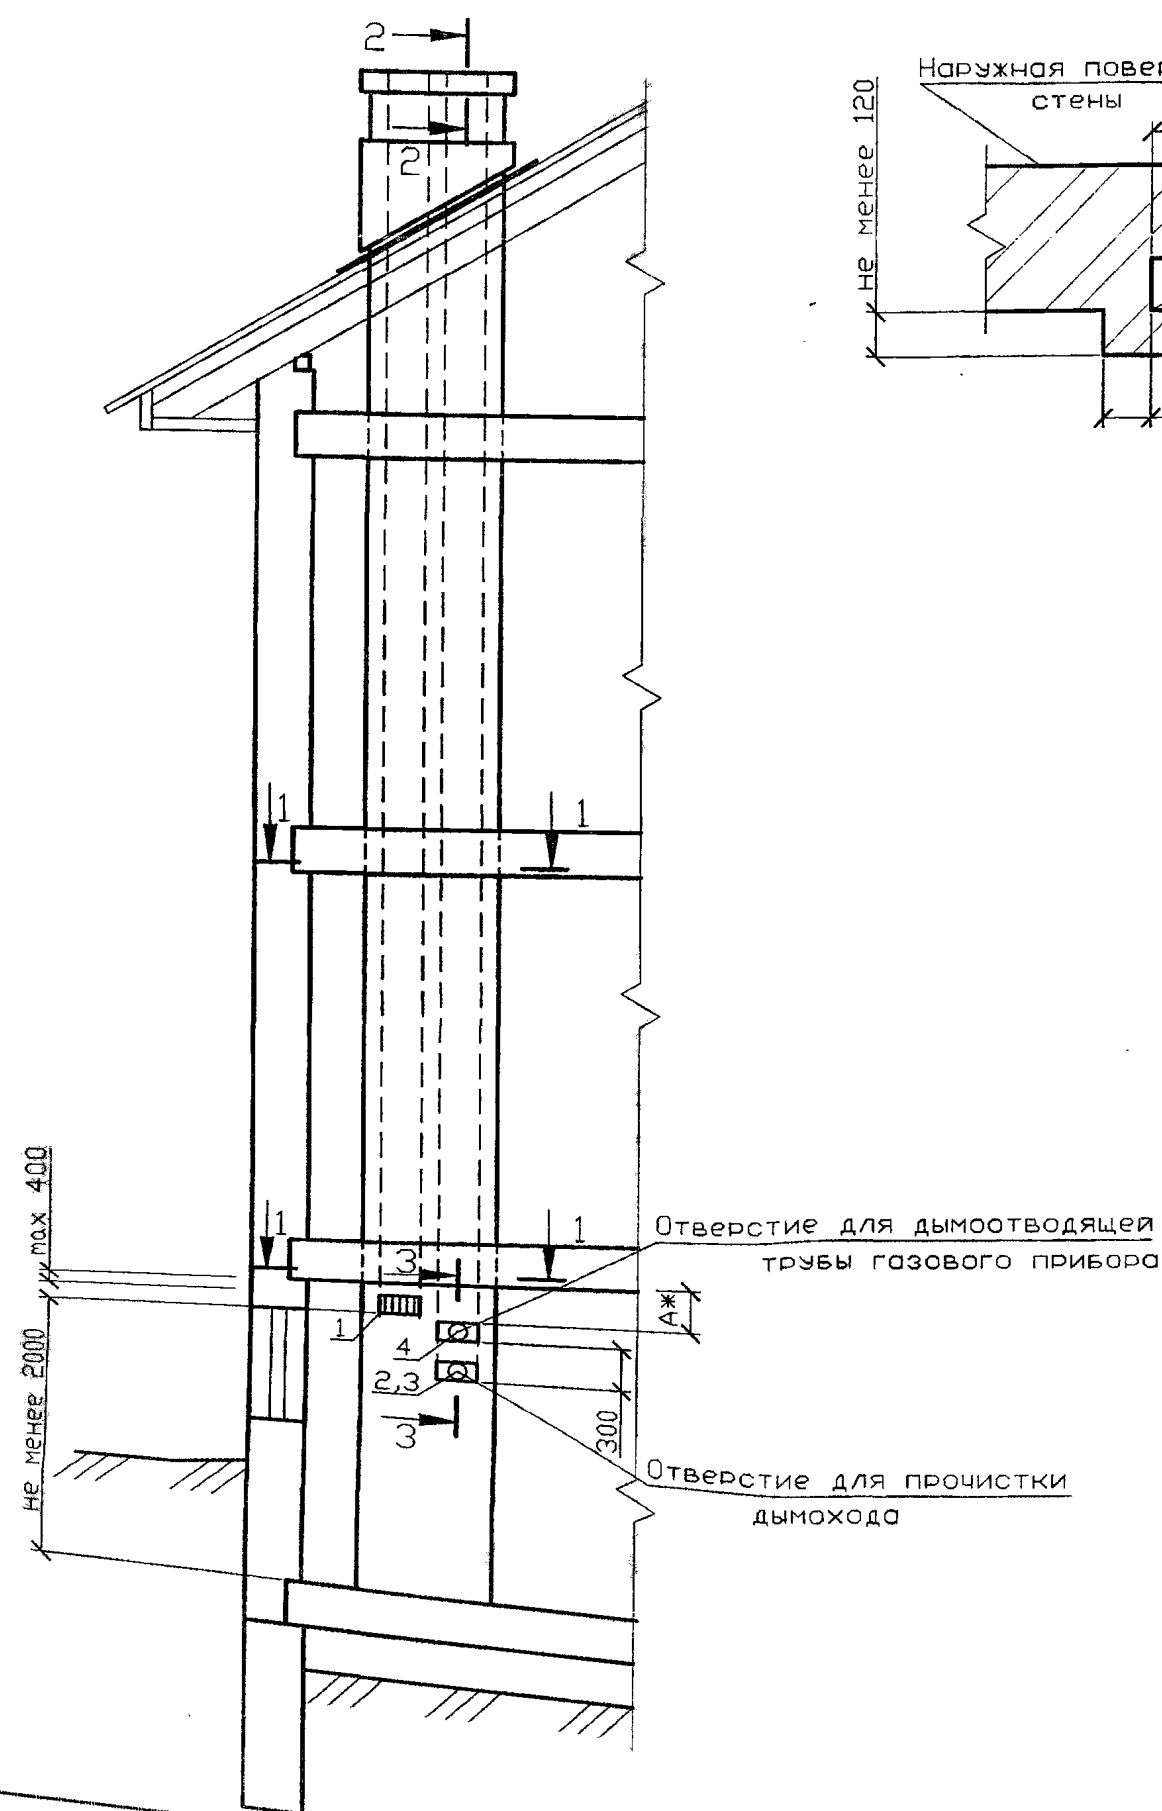 2
2
Наружная
стены
не менее 120
1
1
max 400
1
1
Отверстие для дымоотводящей
трубы газового прибора
3
А*
1
4
2,3
не менее 2000
3
300
Отверстие для прочистки
дымохода